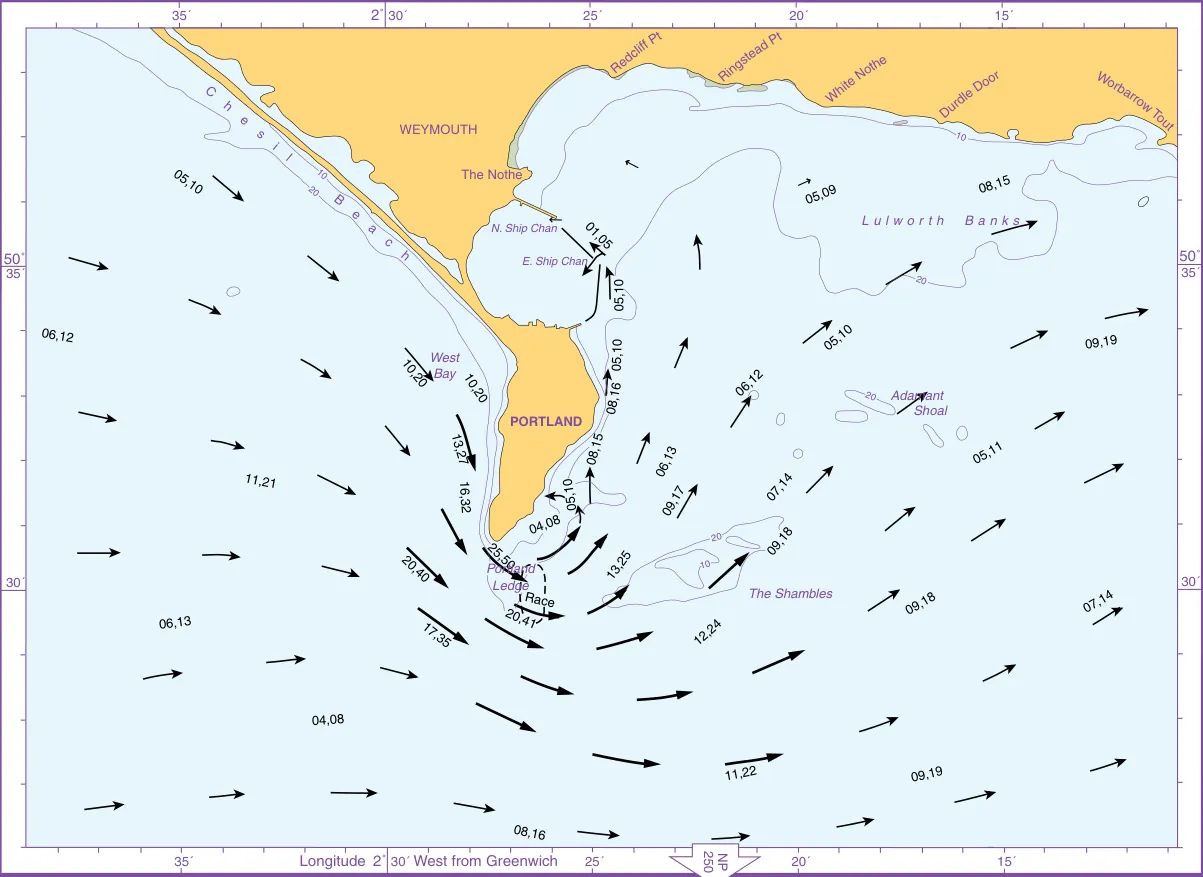 35´
2° 30´
25´
20´
15´
Redcliff Pt
Ringstead Pt
White Nothe
Durdle Door
Worbarrow Tout
Chesil Beach
10
20
WEYMOUTH
The Nothe
10
05,10
05,09
08,15
Lulworth Banks
N. Ship Chan
01,05
E. Ship Chan
50°
35´
50°
35´
20
05,10
06,12
05,10
09,19
West
Bay
10,20
10,20
05,10
08,16
06,12
20
Adamant
Shoal
PORTLAND
13,27
08,15
06,13
05,11
11,21
16,32
05,10
09,17
07,14
04,08
20
09,18
25,50
20,40
Portland
Ledge
13,25
10
30´
30´
Race
The Shambles
20,41
09,18
07,14
06,13
17,35
12,24
04,08
11,22
09,19
08,16
35´
Longitude 2° 30´ West from Greenwich
25´
NP
250
20´
15´